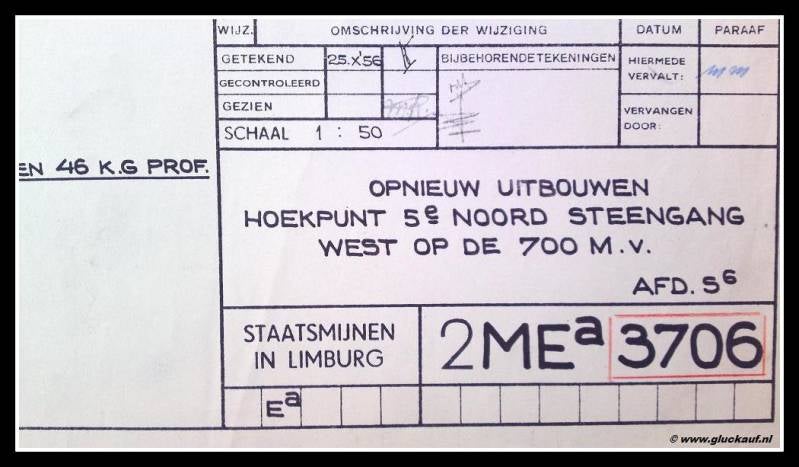 WIJZ. OMSCHRIJVING DER WIJZIGING DATUM PARAAF
GETEKEND 25.X'56 BIJBEHORENDE TEKENINGEN HIERMEDE VERVALT:
GECONTROLEERD
GEZIEN VERVANGEN DOOR:
SCHAAL 1 : 50
EN 46 K.G PROF.
OPNIEUW UITBOUWEN
HOEKPUNT 5e NOORD STEENGANG
WEST OP DE 700 M.V.
AFD. S6
STAATSMIJNEN
IN LIMBURG
2MEa 3706
Ea
© www.gluckauf.nl